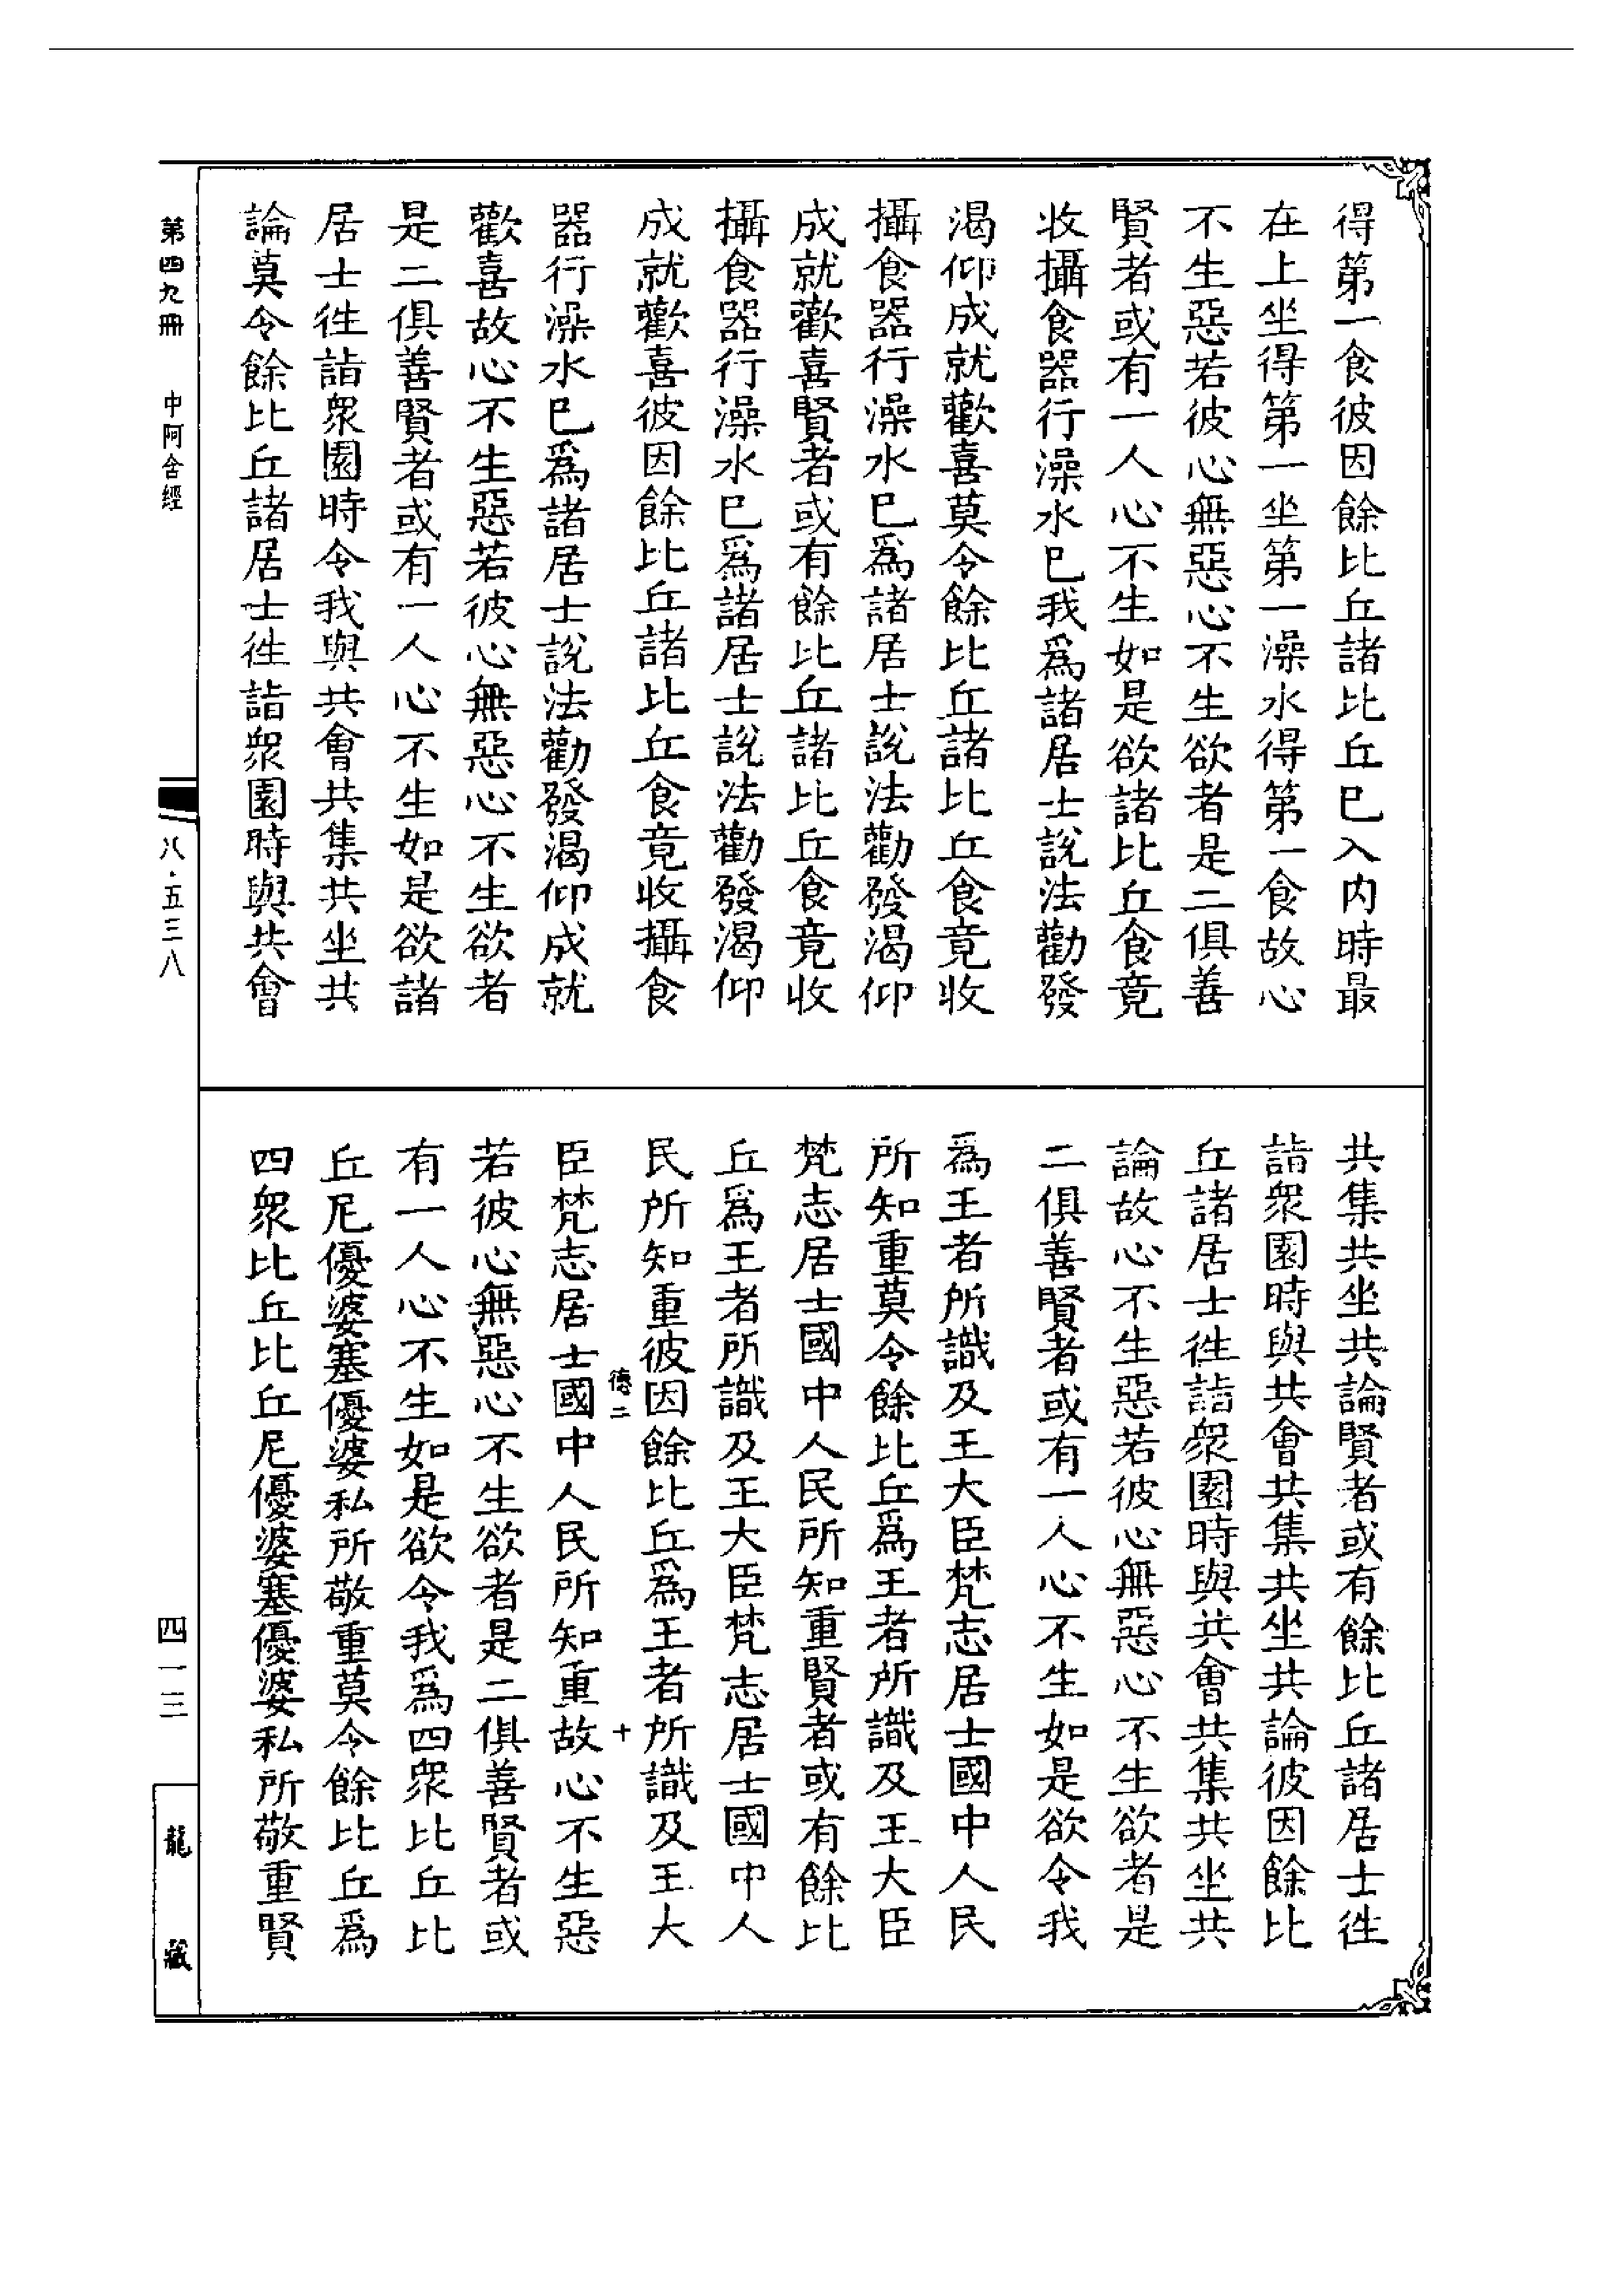 得第一食彼因餘比丘諸比丘已入内時最
在上坐得第一坐第一澡水得第一食故心
不生惡若彼心無惡心不生欲者是二俱善
賢者或有一人心不生如是欲諸比丘食竟
收攝食器行澡水已我爲諸居士說法勸發
渴仰成就歡喜莫令餘比丘諸比丘食竟收
攝食器行澡水已爲諸居士說法勸發渴仰
成就歡喜賢者或有餘比丘諸比丘食竟收
攝食器行澡水已爲諸居士說法勸發渴仰
成就歡喜彼因餘比丘諸比丘食竟收攝食
器行澡水已爲諸居士說法勸發渴仰成就
歡喜故心不生惡若彼心無惡心不生欲者
是二俱善賢者或有一人心不生如是欲諸
居士徃詣衆園時令我與共會共集共坐共
論莫令餘比丘諸居士徃詣衆園時與共會
共集共坐共論賢者或有餘比丘諸居士徃
詣衆園時與共會共集共坐共論彼因餘比
丘諸居士徃詣衆園時與共會共集共坐共
論故心不生惡若彼心無惡心不生欲者是
二俱善賢者或有一人心不生如是欲令我
爲王者所識及王大臣梵志居士國中人民
所知重莫令餘比丘爲王者所識及王大臣
梵志居士國中人民所知重賢者或有餘比
丘爲王者所識及王大臣梵志居士國中人
民所知重彼因餘比丘爲王者所識及王大
德二 十
臣梵志居士國中人民所知重故心不生惡
若彼心無惡心不生欲者是二俱善賢者或
有一人心不生如是欲令我爲四衆比丘比
丘尼優婆塞優婆私所敬重莫令餘比丘爲
四衆比丘比丘尼優婆塞優婆私所敬重賢
第四九冊 中阿含經 八·五三八 四一三 龍藏